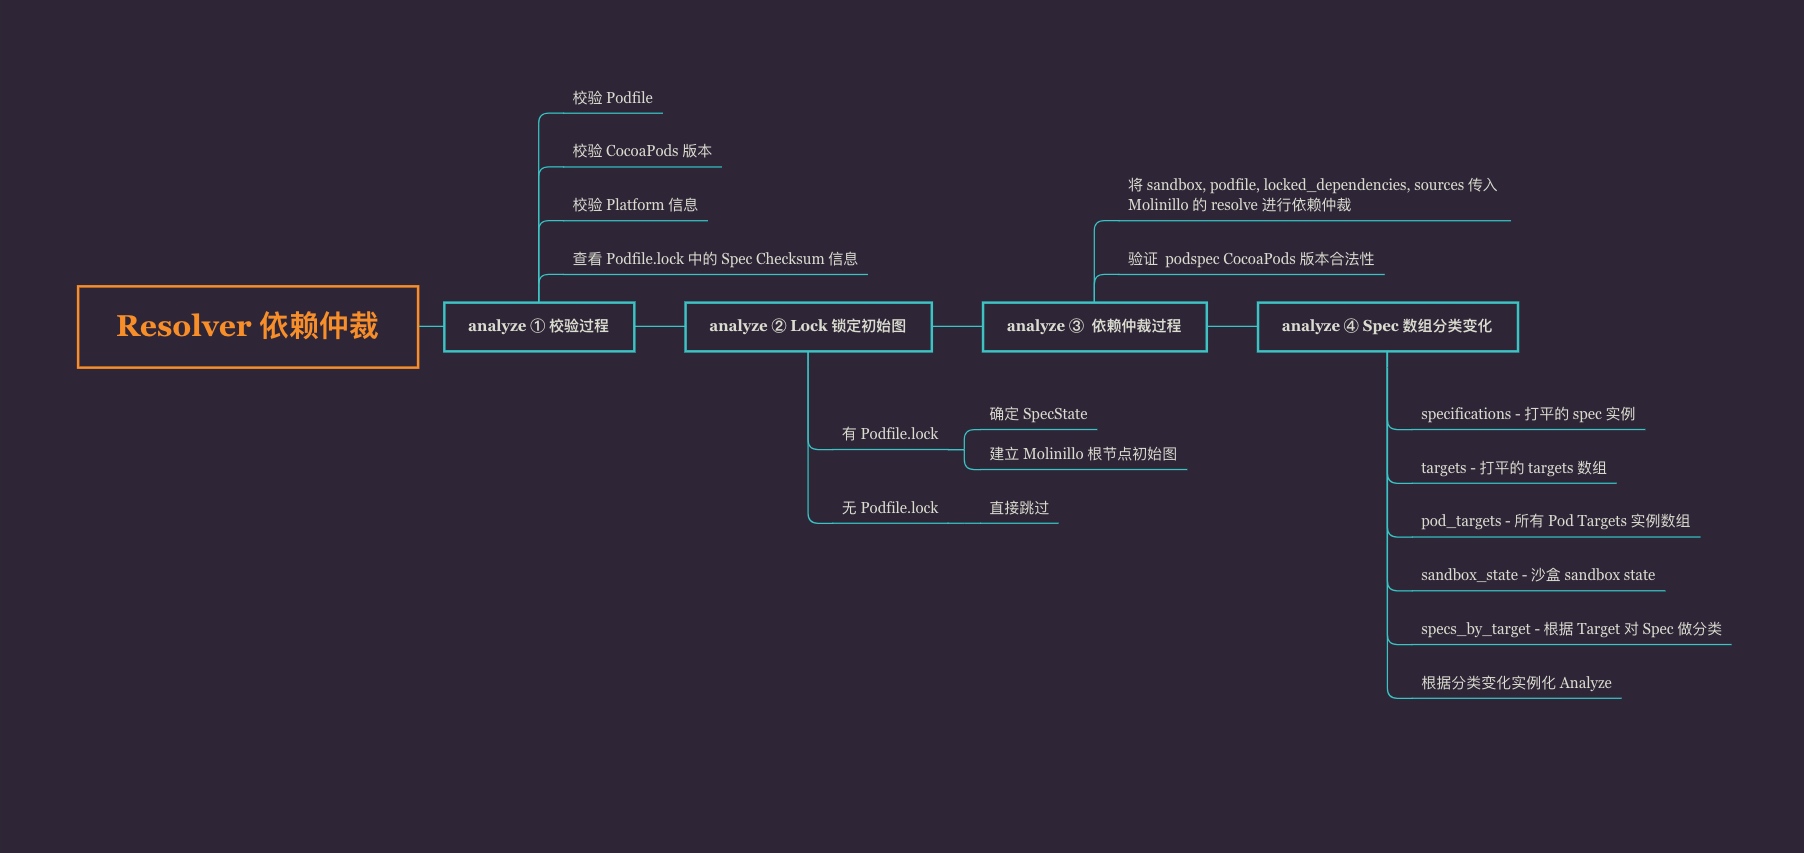 Resolver 依赖仲裁
analyze ① 校验过程
校验 Podfile
校验 CocoaPods 版本
校验 Platform 信息
查看 Podfile.lock 中的 Spec Checksum 信息
analyze ② Lock 锁定初始图
有 Podfile.lock
确定 SpecState
建立 Molinillo 根节点初始图
无 Podfile.lock
直接跳过
analyze ③ 依赖仲裁过程
将 sandbox, podfile, locked_dependencies, sources 传入
Molinillo 的 resolve 进行依赖仲裁
验证 podspec CocoaPods 版本合法性
analyze ④ Spec 数组分类变化
specifications - 打平的 spec 实例
targets - 打平的 targets 数组
pod_targets - 所有 Pod Targets 实例数组
sandbox_state - 沙盒 sandbox state
specs_by_target - 根据 Target 对 Spec 做分类
根据分类变化实例化 Analyze